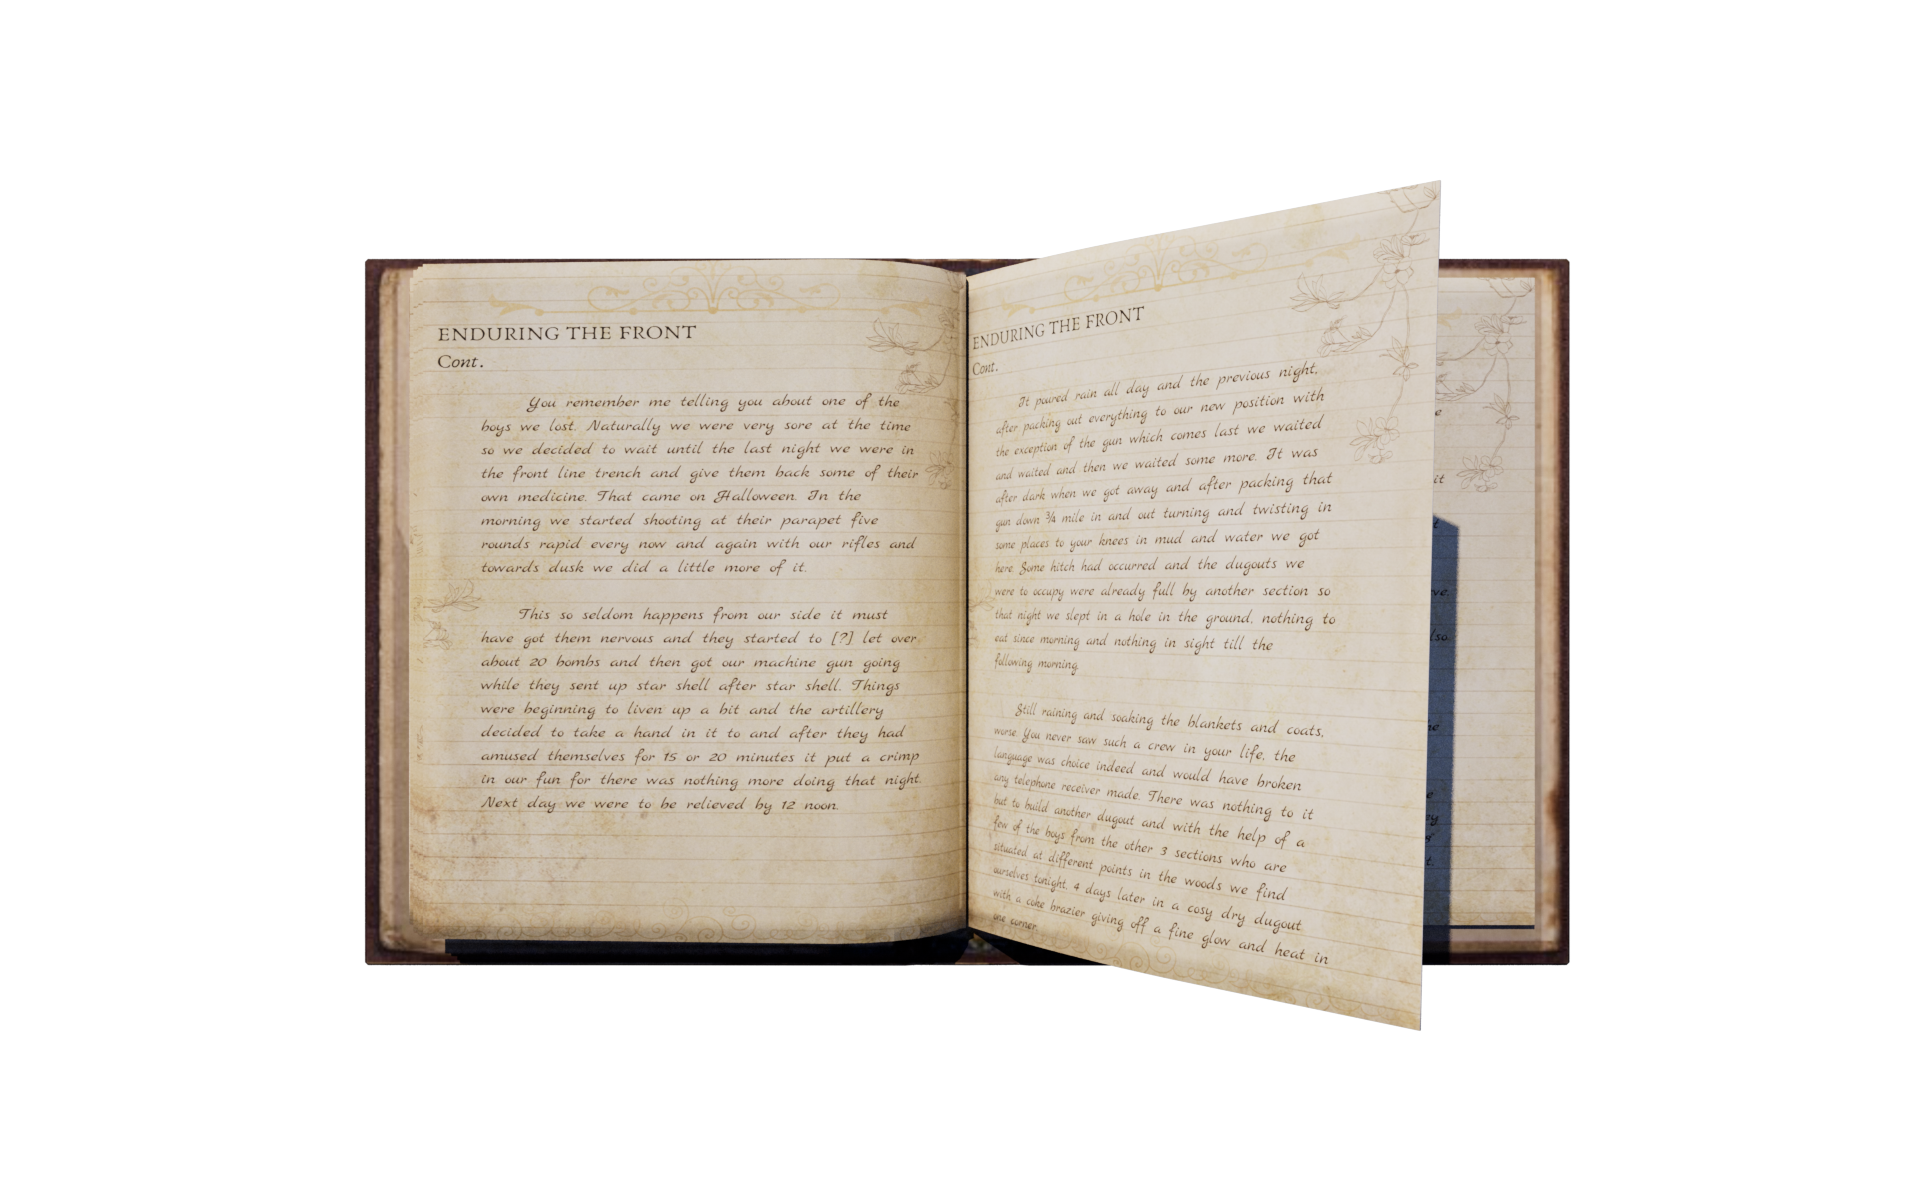 ENDURING THE FRONT
Cont.
You remember me telling you about one of the
boys we lost. Naturally we were very sore at the time
so we decided to wait until the last night we were in
the front line trench and give them back some of their
own medicine. That came on Halloween. In the
morning we started shooting at their parapet five
rounds rapid every now and again with our rifles and
towards dusk we did a little more of it.
This so seldom happens from our side it must
have got them nervous and they started to [?] let over
about 20 bombs and then got our machine gun going
while they sent up star shell after star shell. Things
were beginning to liven up a bit and the artillery
decided to take a hand in it to and after they had
amused themselves for 15 or 20 minutes it put a crimp
in our fun for there was nothing more doing that night.
Next day we were to be relieved by 12 noon.
ENDURING THE FRONT
Cont.
It poured rain all day and the previous night,
after packing out everything to our new position with
the exception of the gun which comes last we waited
and waited and then we waited some more. It was
after dark when we got away and after packing that
gun down ¾ mile in and out turning and twisting in
some places to your knees in mud and water we got
here. Some hitch had occurred and the dugouts we
were to occupy were already full by another section so
that night we slept in a hole in the ground, nothing to
eat since morning and nothing in sight till the
following morning.
Still raining and soaking the blankets and coats,
worse. You never saw such a crew in your life, the
language was choice indeed and would have broken
any telephone receiver made. There was nothing to it
but to build another dugout and with the help of a
few of the boys from the other 3 sections who are
situated at different points in the woods we find
ourselves tonight, 4 days later in a cosy dry dugout
with a coke brazier giving off a fine glow and heat in
one corner.